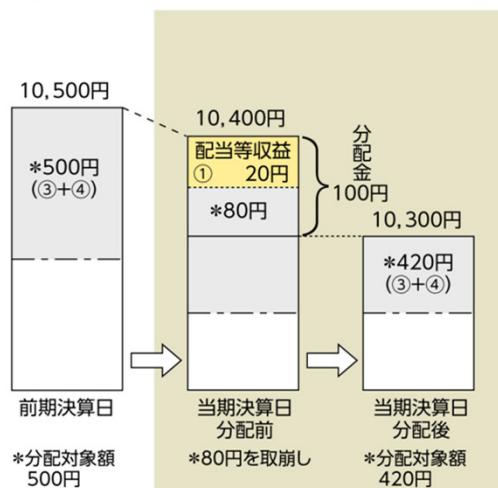 10,500円
*500円
(③+④)
10,400円
配当等収益
① 20円
*80円
分配金
100円
10,300円
*420円
(③+④)
前期決算日
当期決算日
分配前
当期決算日
分配後
*分配対象額
500円
*80円を取崩し
*分配対象額
420円